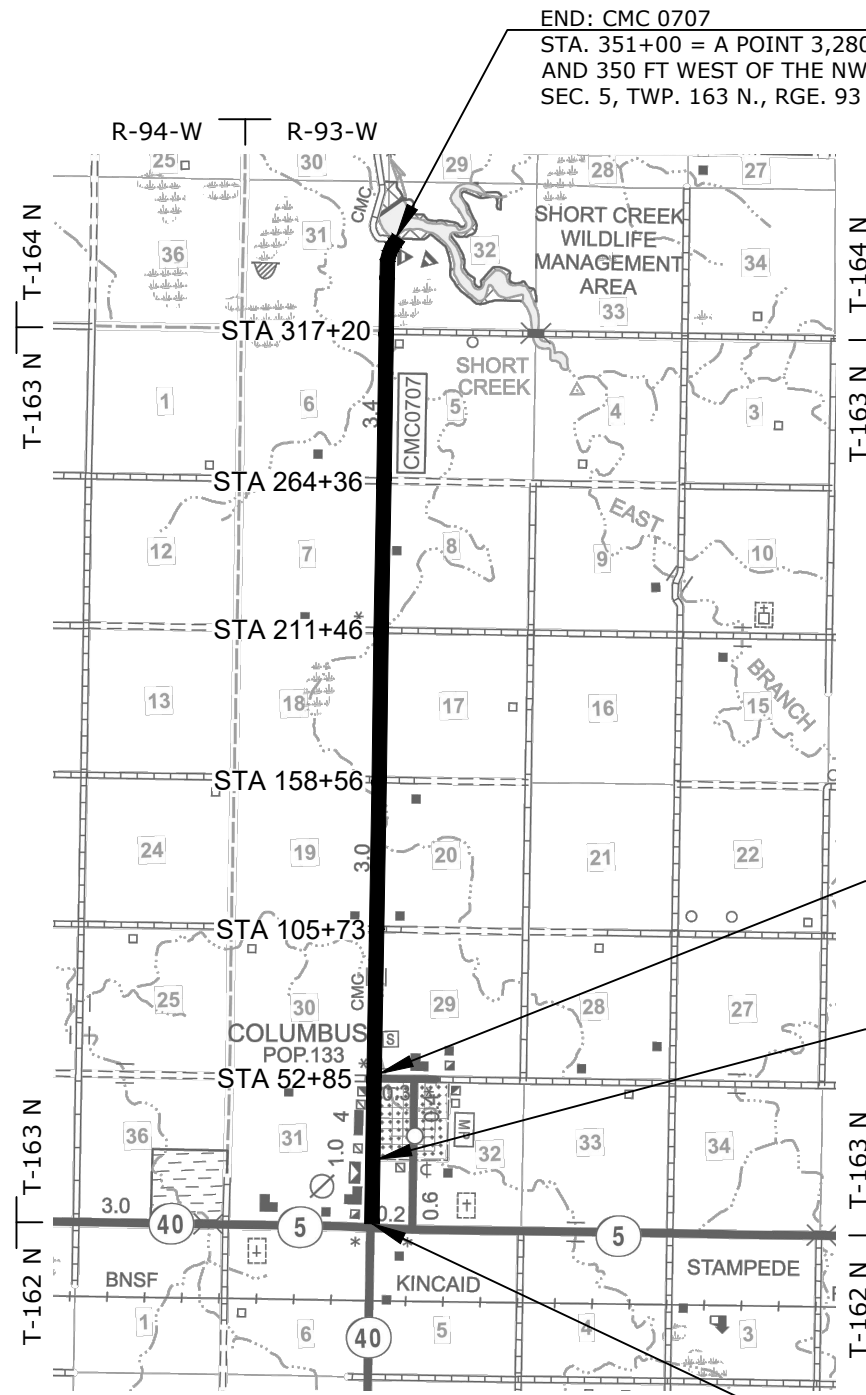 END: CMC 0707
STA. 351+00 = A POINT 3,280
AND 350 FT WEST OF THE NW
SEC. 5, TWP. 163 N., RGE. 93
R-94-W R-93-W
25 30 29 28 27
CMC
T-164 N
T-164 N
36 31 32
SHORT CREEK
WILDLIFE
MANAGEMENT
AREA
34
33
STA 317+20
T-163 N
T-163 N
SHORT
CREEK
1 6 5 4 3
3.4
CMC0707
STA 264+36
EAST
12 7 8 9 10
STA 211+46
BRANCH
13 18 17 16 15
STA 158+56
24 19 20 21 22
3.0
STA 105+73
CMC
25 30 29 28 27
COLUMBUS
S
POP.133
STA 52+85
0.3
0.4
4
1.0
T-163 N
T-163 N
36 31 32 33 34
MP
3.0
40
5
0.2
0.6
5
T-162 N
T-162 N
BNSF
KINCAID
STAMPEDE
1 6 5 4 3
40